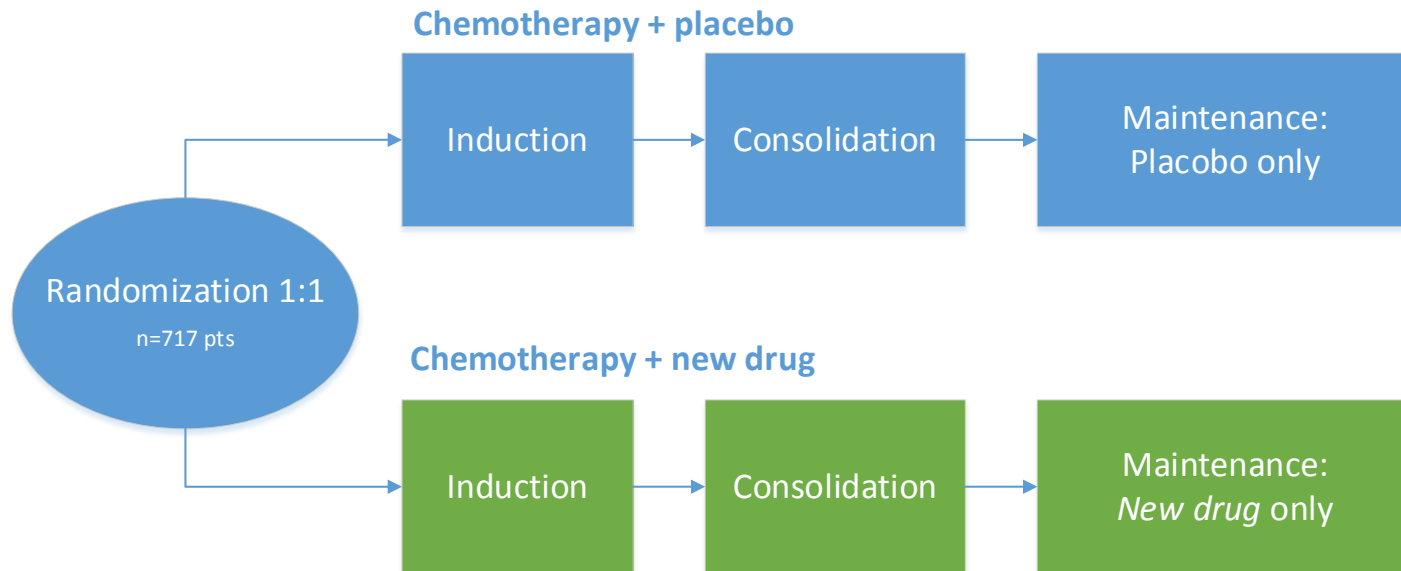 Chemotherapy + placebo
Induction
Consolidation
Maintenance:
Placobo only
Randomization 1:1
n=717 pts
Chemotherapy + new drug
Induction
Consolidation
Maintenance:
New drug only